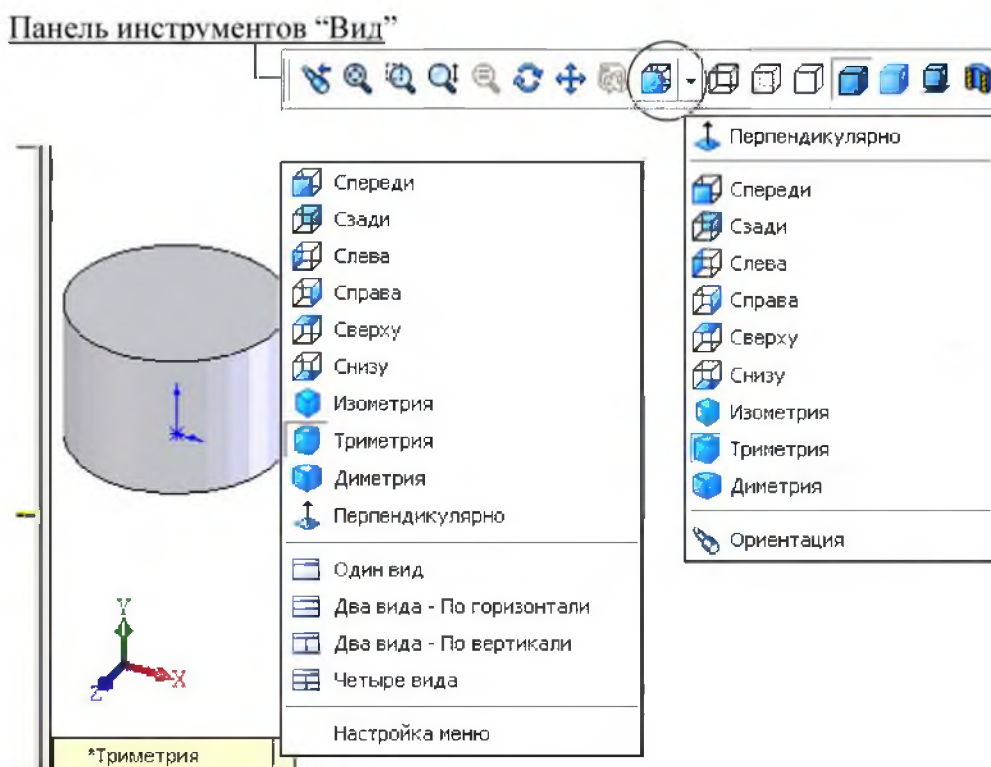 Панель инструментов “Вид”
Спереди
Сзади
Слева
Справа
Сверху
Снизу
Изометрия
Триметрия
Диметрия
Перпендикулярно
Один вид
Два вида - По горизонтали
Два вида - По вертикали
Четыре вида
Настройка меню
Перпендикулярно
Спереди
Сзади
Слева
Справа
Сверху
Снизу
Изометрия
Триметрия
Диметрия
Ориентация
Y
X
Z
*Триметрия